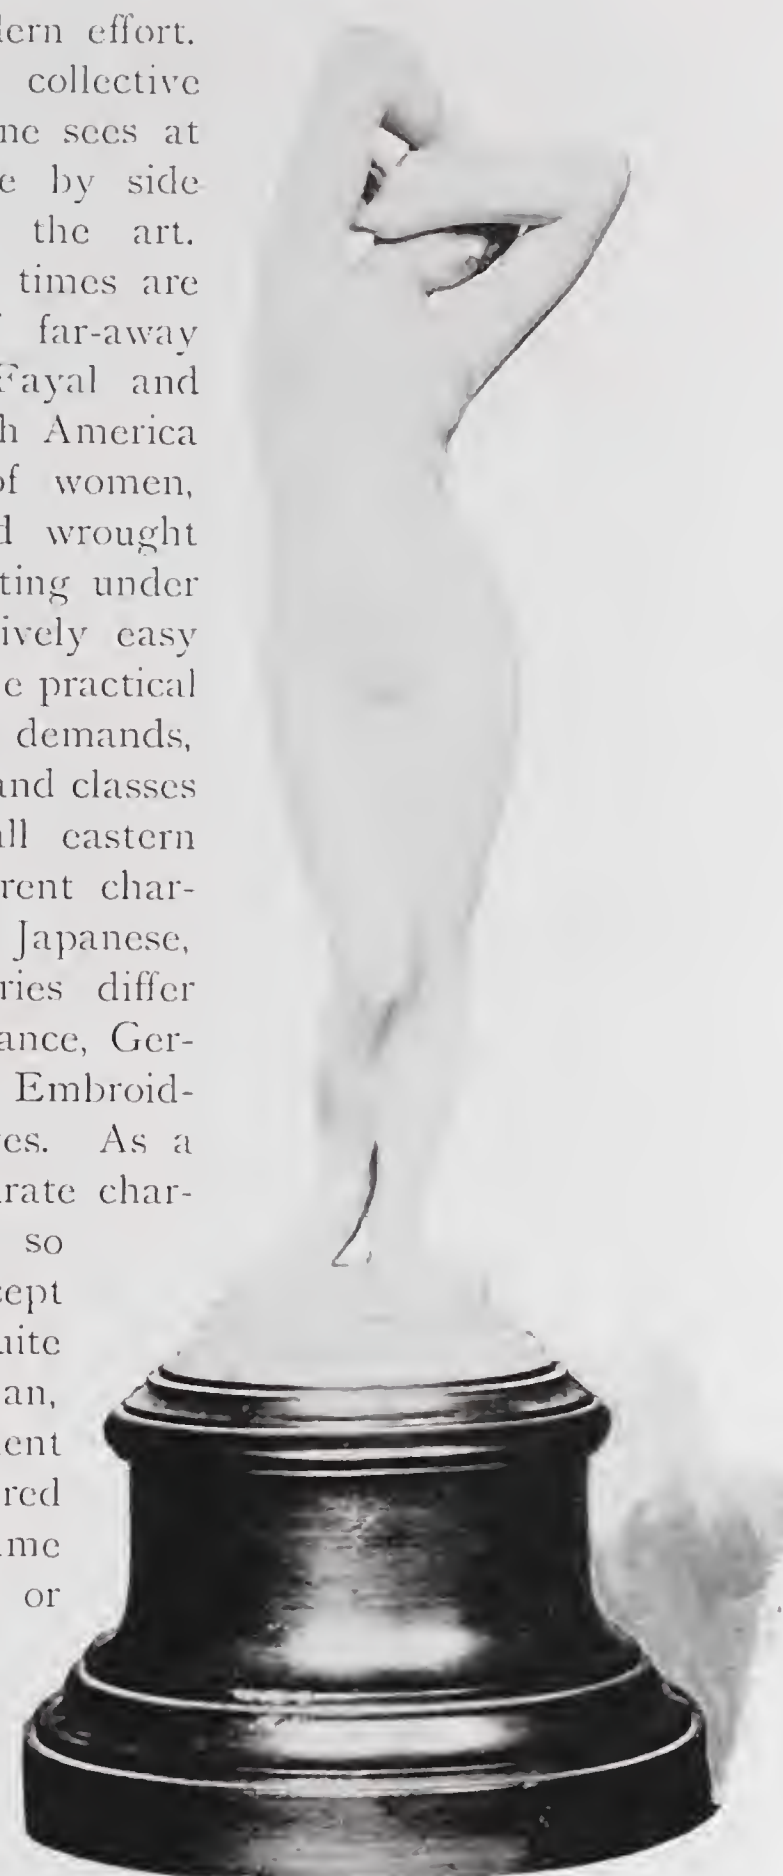 lern effort.
collective
ne sees at
e by side
the art.
times are
far-away
Fayal and
h America
of women,
d wrought
ting under
ively easy
e practical
demands,
and classes
all eastern
rent char-
Japanese,
ries differ
ance, Ger-
Embroid-
es. As a
rate char-
so
cept
uite
an,
ent
red
me
or